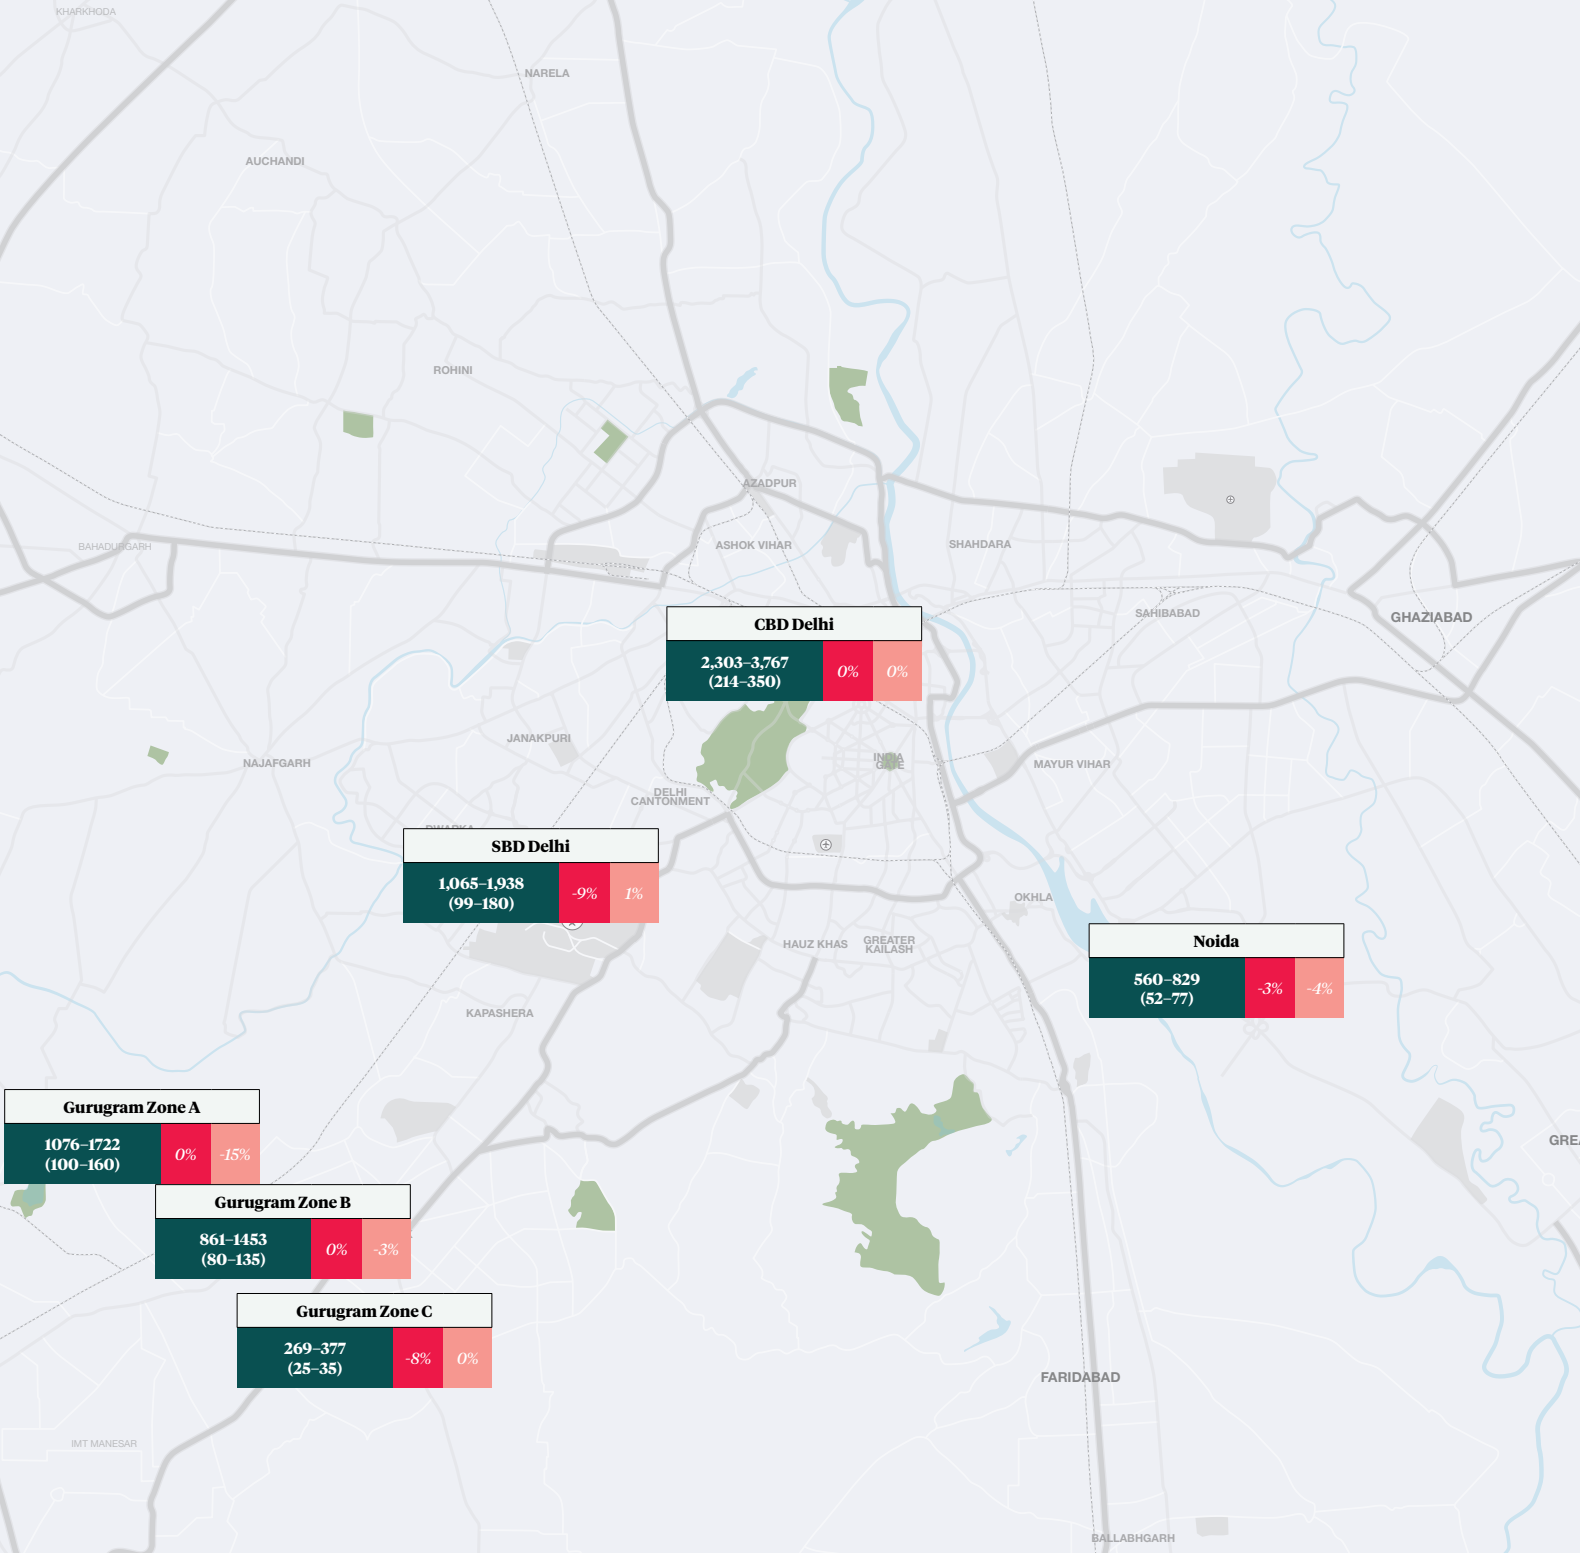 KHARKHODA
NARELA
AUCHANDI
ROHINI
AZADPUR
BAHADURGARH
ASHOK VIHAR
SHAHDARA
SAHIBABAD
GHAZIABAD
CBD Delhi
2,303–3,767
(214–350)
0%
0%
JANAKPURI
NAJAFGARH
INDIA
GATE
MAYUR VIHAR
DELHI
CANTONMENT
SBD Delhi
1,065–1,938
(99–180)
-9%
1%
OKHLA
HAUZ KHAS
GREATER
KAILASH
Noida
560–829
(52–77)
-3%
-4%
KAPASHERA
Gurugram Zone A
1076–1722
(100–160)
0%
-15%
GREA
Gurugram Zone B
861–1453
(80–135)
0%
-3%
Gurugram Zone C
269–377
(25–35)
-8%
0%
FARIDABAD
IMT MANESAR
BALLABHGARH